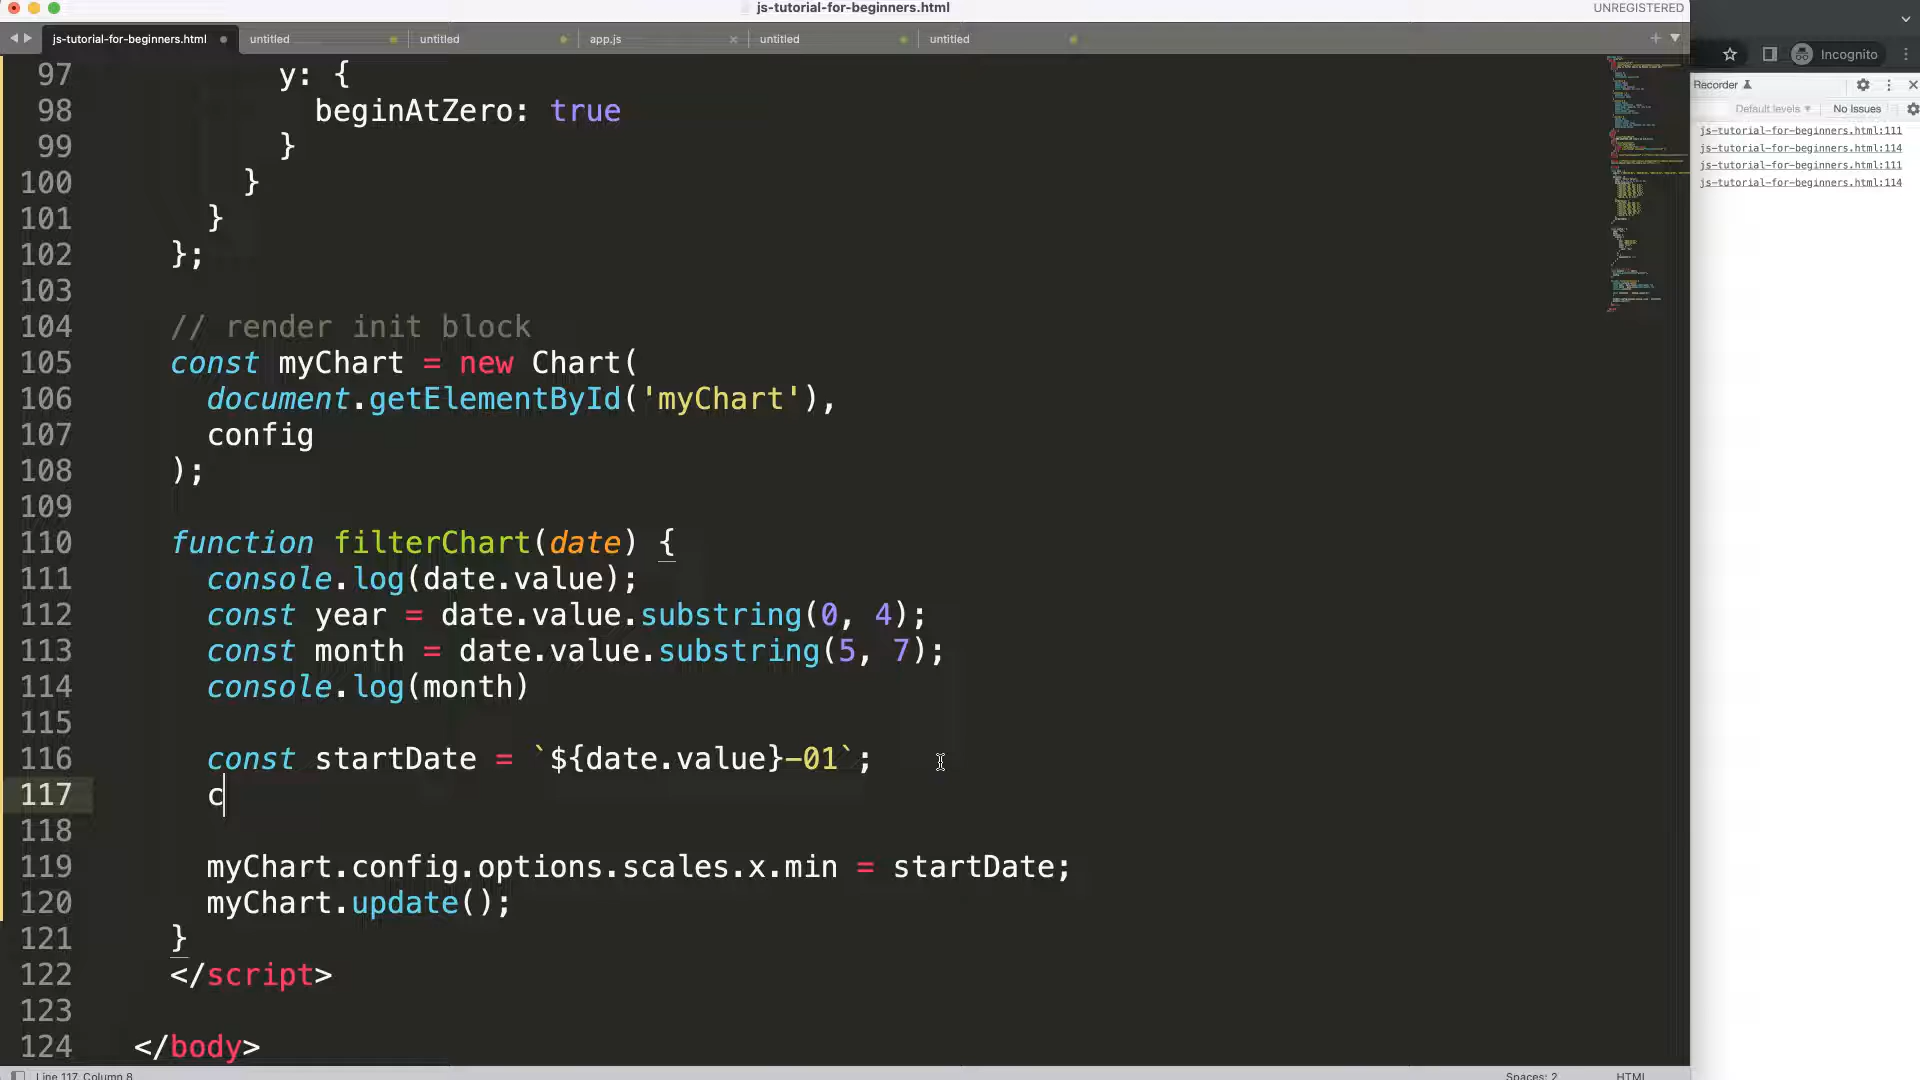 js-tutorial-for-beginners.html
UNREGISTERED
js-tutorial-for-beginners.html
untitled
untitled
app.js
untitled
untitled
Incognito
Recorder
Default levels
No Issues
js-tutorial-for-beginners.html:111
js-tutorial-for-beginners.html:114
js-tutorial-for-beginners.html:111
js-tutorial-for-beginners.html:114
97 y: {
98 beginAtZero: true
99 }
100 }
101 }
102 };
103
104 // render init block
105 const myChart = new Chart(
106 document.getElementById('myChart'),
107 config
108 );
109
110 function filterChart(date) {
111 console.log(date.value);
112 const year = date.value.substring(0, 4);
113 const month = date.value.substring(5, 7);
114 console.log(month)
115
116 const startDate = `${date.value}-01`;
117 c
118
119 myChart.config.options.scales.x.min = startDate;
120 myChart.update();
121 }
122 </script>
123
124 </body>
Line 117, Column 8
Spaces: 2
HTML